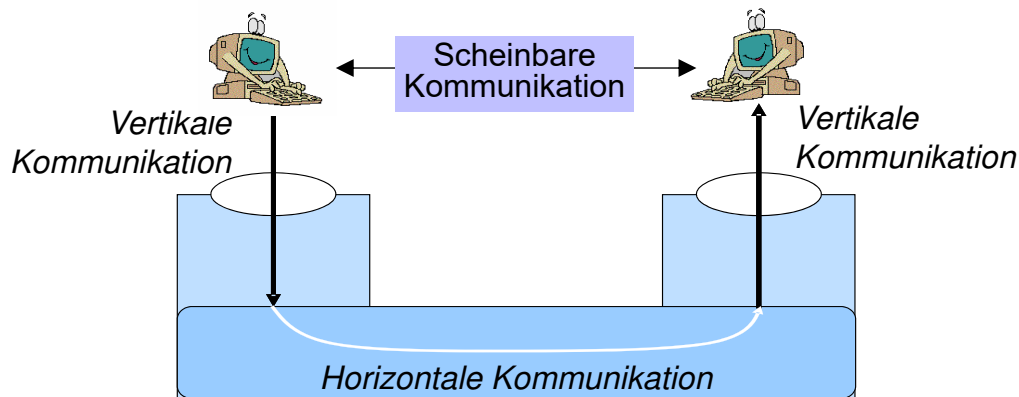 Scheinbare
Kommunikation
Vertikale
Kommunikation
Vertikale
Kommunikation
Horizontale Kommunikation